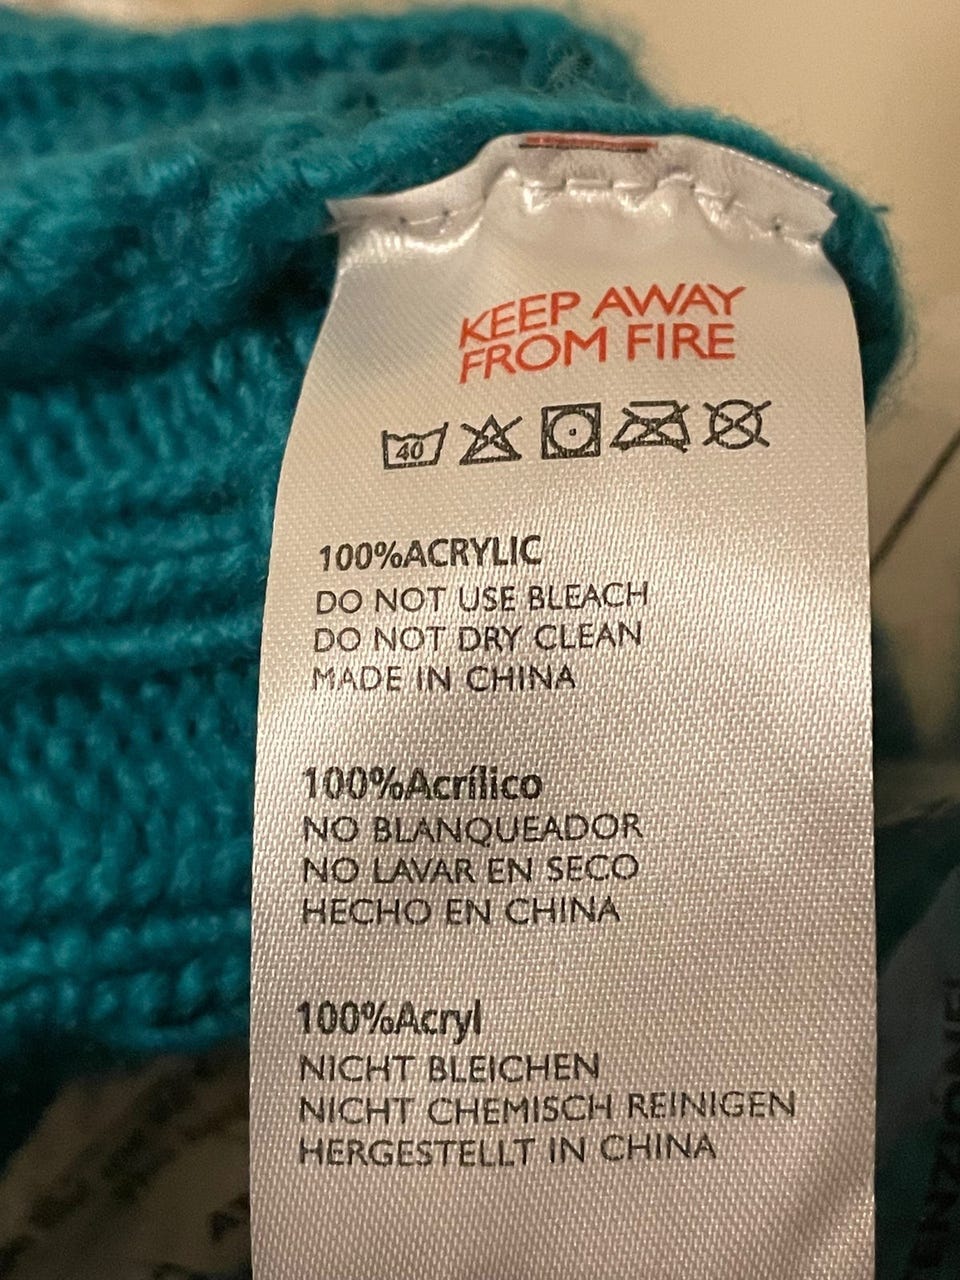 KEEP AWAY
FROM FIRE
40
100%ACRYLIC
DO NOT USE BLEACH
DO NOT DRY CLEAN
MADE IN CHINA
100%Acrílico
NO BLANQUEADOR
NO LAVAR EN SECO
HECHO EN CHINA
100%Acryl
NICHT BLEICHEN
NICHT CHEMISCH REINIGEN
HERGESTELLT IN CHINA